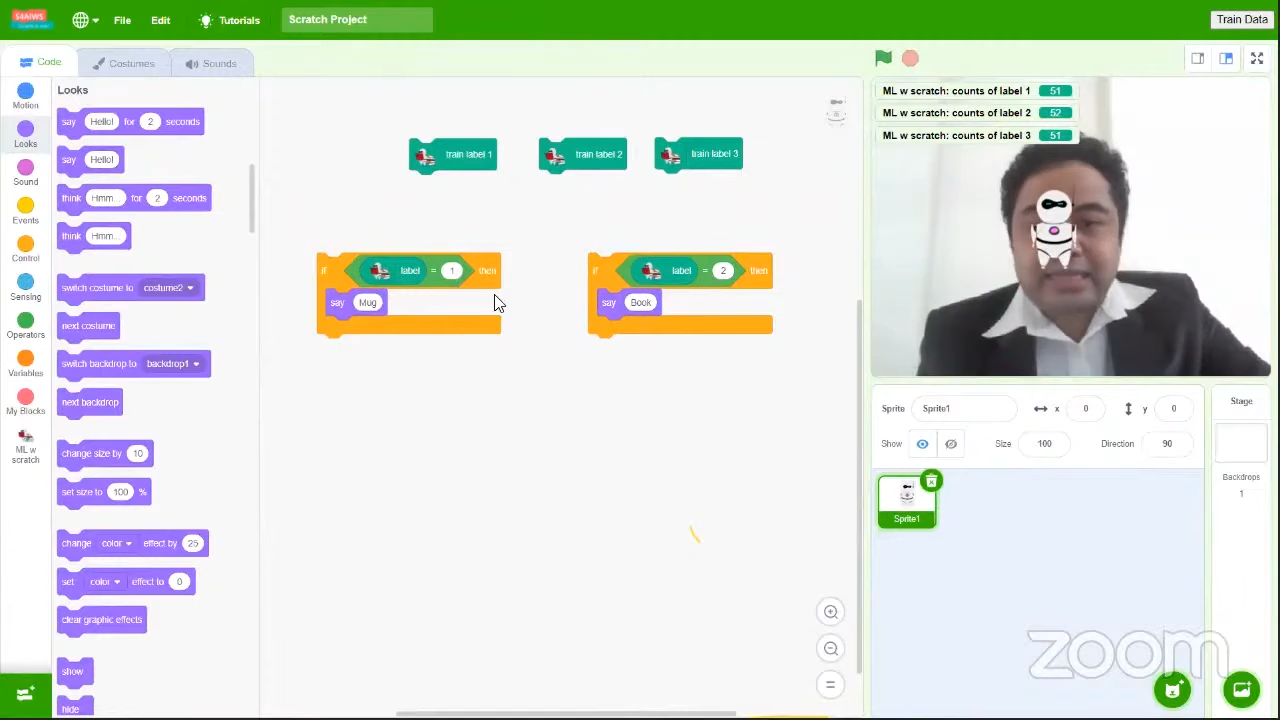 S4AIWS
File Edit Tutorials Scratch Project Train Data
Code Costumes Sounds
Motion
Looks
Sound
Events
Control
Sensing
Operators
Variables
My Blocks
ML w
scratch
Looks
say Hello! for 2 seconds
say Hello!
think Hmm... for 2 seconds
think Hmm...
switch costume to costume2
next costume
switch backdrop to backdrop1
next backdrop
change size by 10
set size to 100 %
change color effect by 25
set color effect to 0
clear graphic effects
show
hide
train label 1 train label 2 train label 3
if label = 1 then
say Mug
if label = 2 then
say Book
ML w scratch: counts of label 1 51
ML w scratch: counts of label 2 52
ML w scratch: counts of label 3 51
Sprite Sprite1 x 0 y 0
Show Size 100 Direction 90
Sprite1
Stage
Backdrops
1
zoom